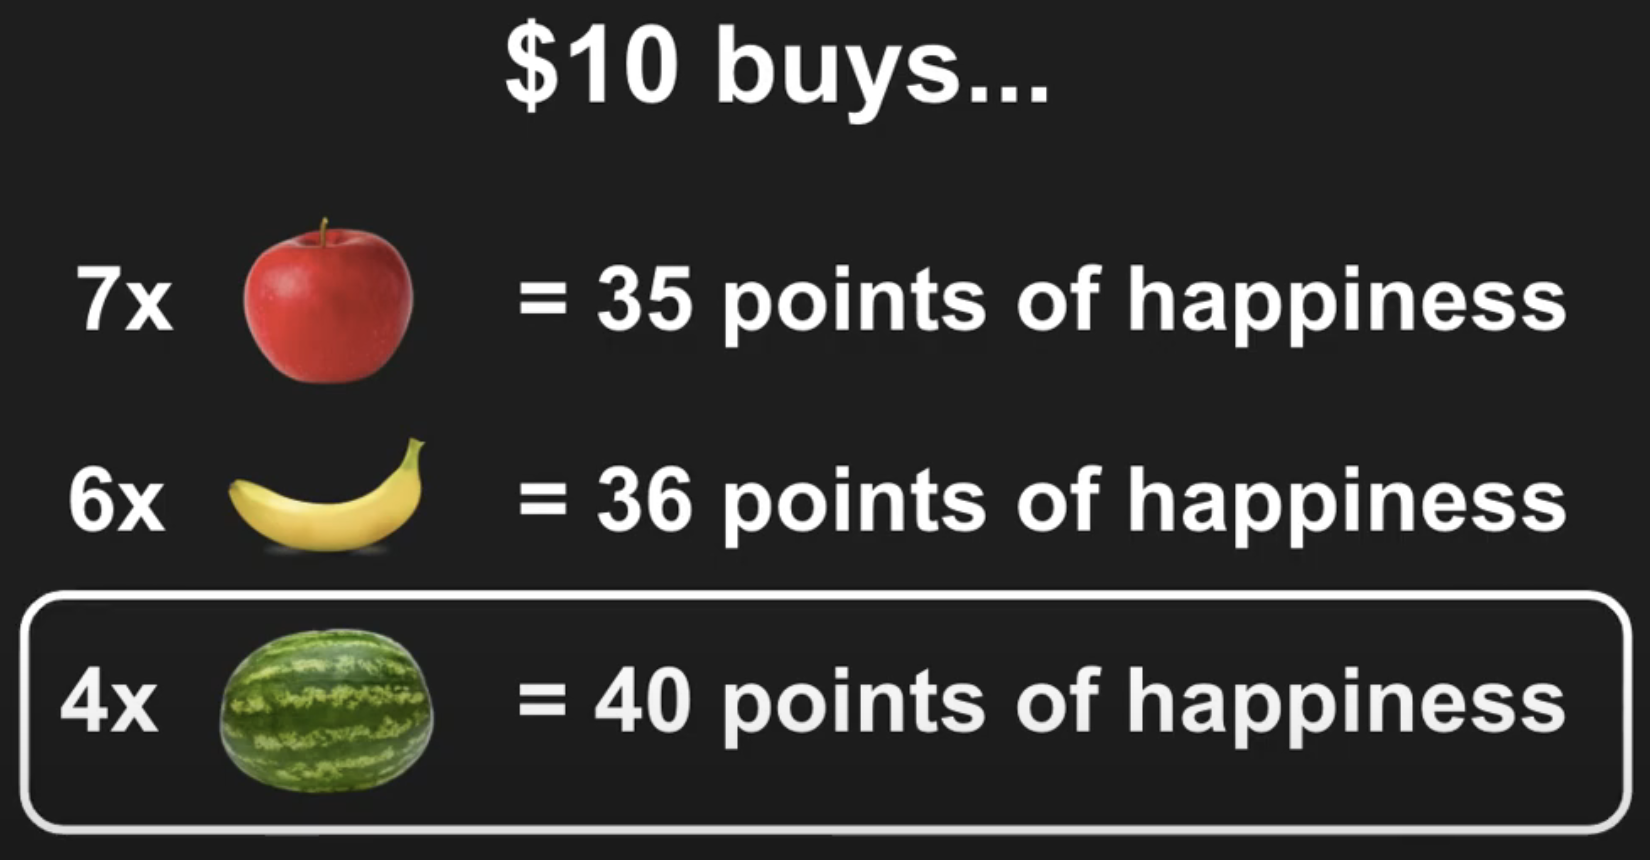 $10 buys...
7x = 35 points of happiness
6x = 36 points of happiness
4x = 40 points of happiness